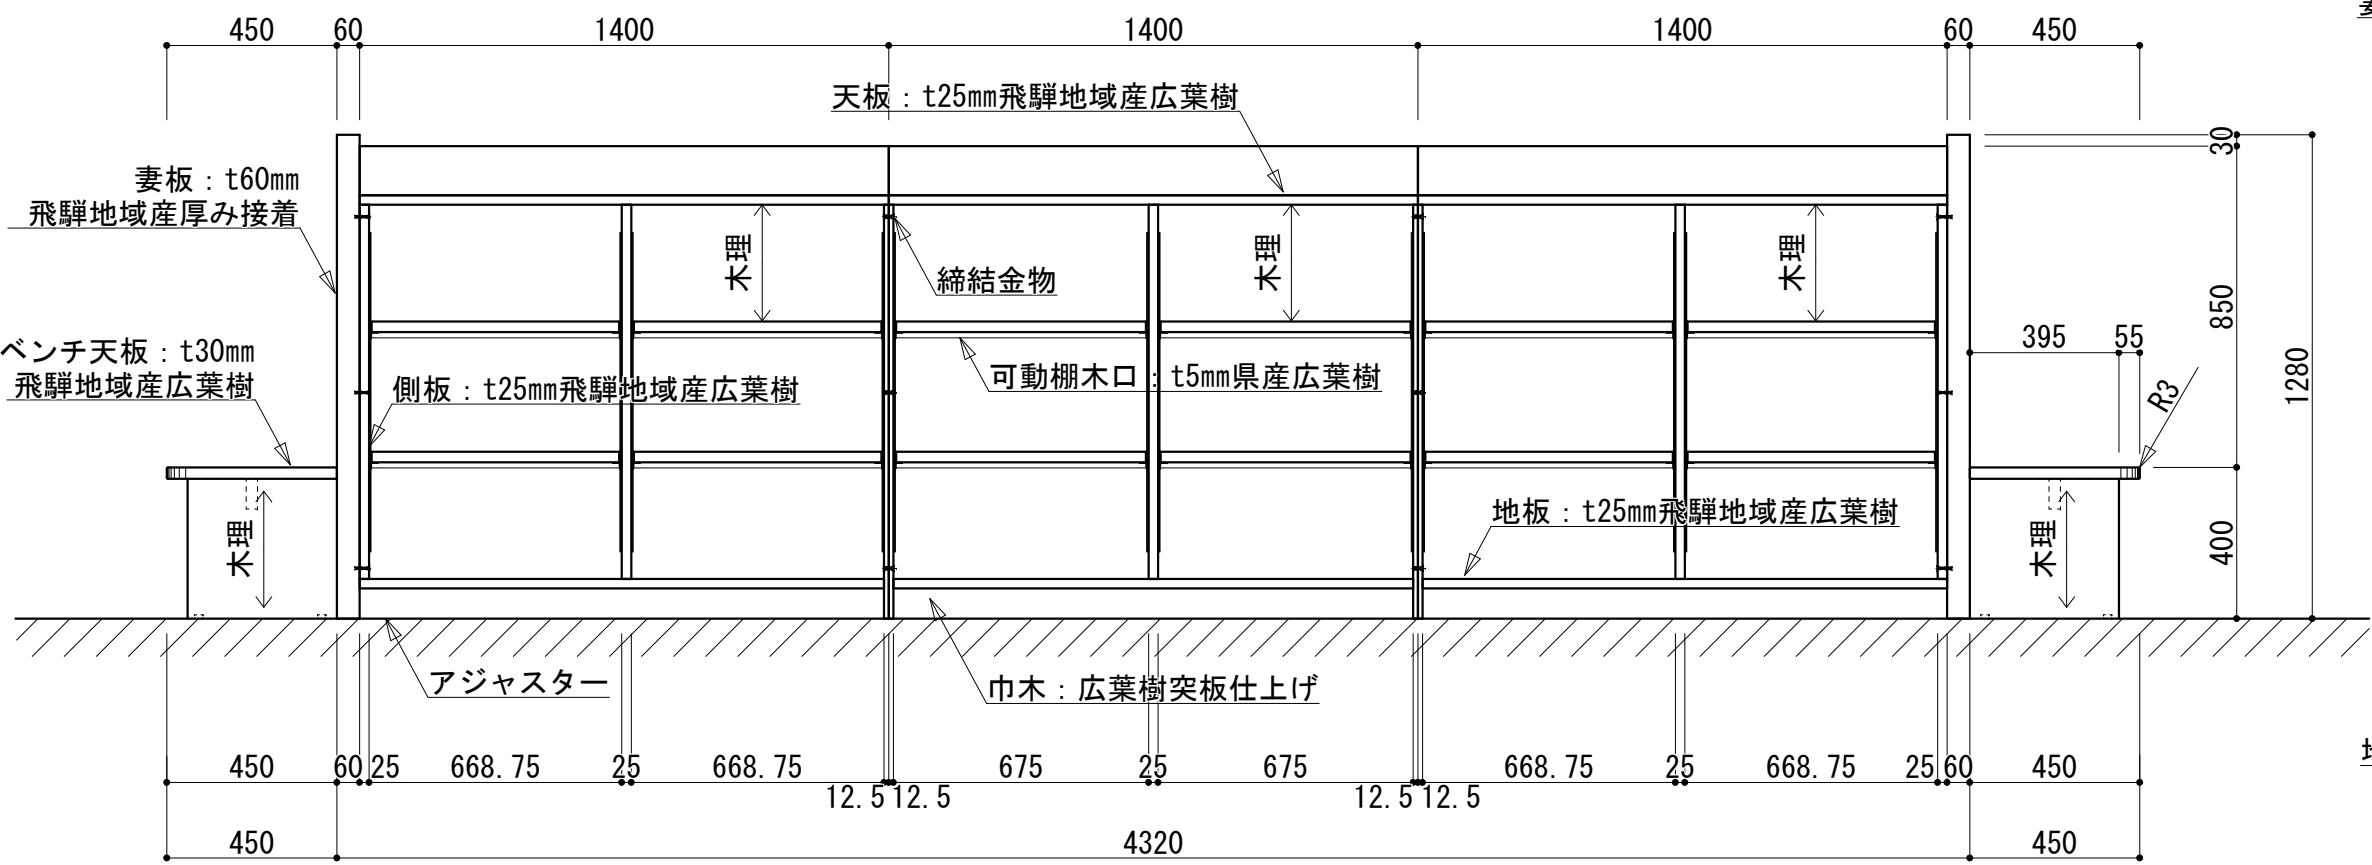 450 60 1400 1400 1400 60 450
天板：t25mm飛騨地域産広葉樹
30
妻板：t60mm
飛騨地域産厚み接着
木理
木理
木理
締結金物
850
1280
395 55
ベンチ天板：t30mm
飛騨地域産広葉樹
側板：t25mm飛騨地域産広葉樹
可動棚木口：t5mm県産広葉樹
R3
地板：t25mm飛騨地域産広葉樹
木理
木理
400
アジャスター
巾木：広葉樹突板仕上げ
450 60 25 668.75 25 668.75 675 25 675 668.75 25 668.75 25 60 450
12.5 12.5 12.5 12.5
450 4320 450